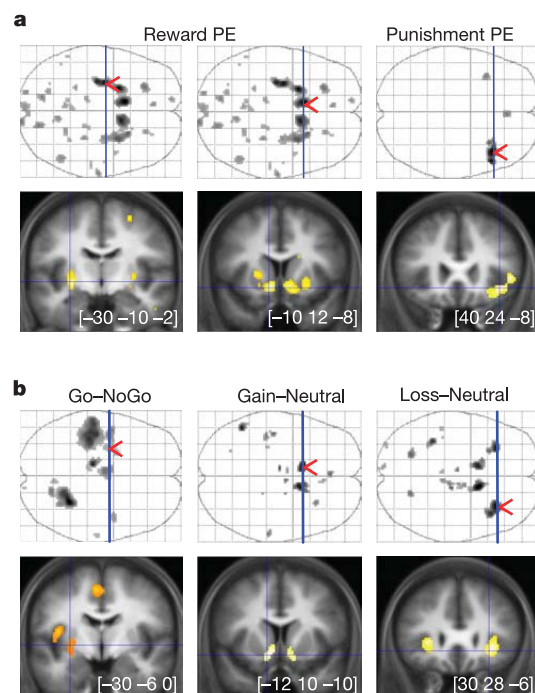 a
Reward PE Punishment PE
[−30 −10 −2] [−10 12 −8] [40 24 −8]
b
Go–NoGo Gain–Neutral Loss–Neutral
[−30 −6 0] [−12 10 −10] [30 28 −6]